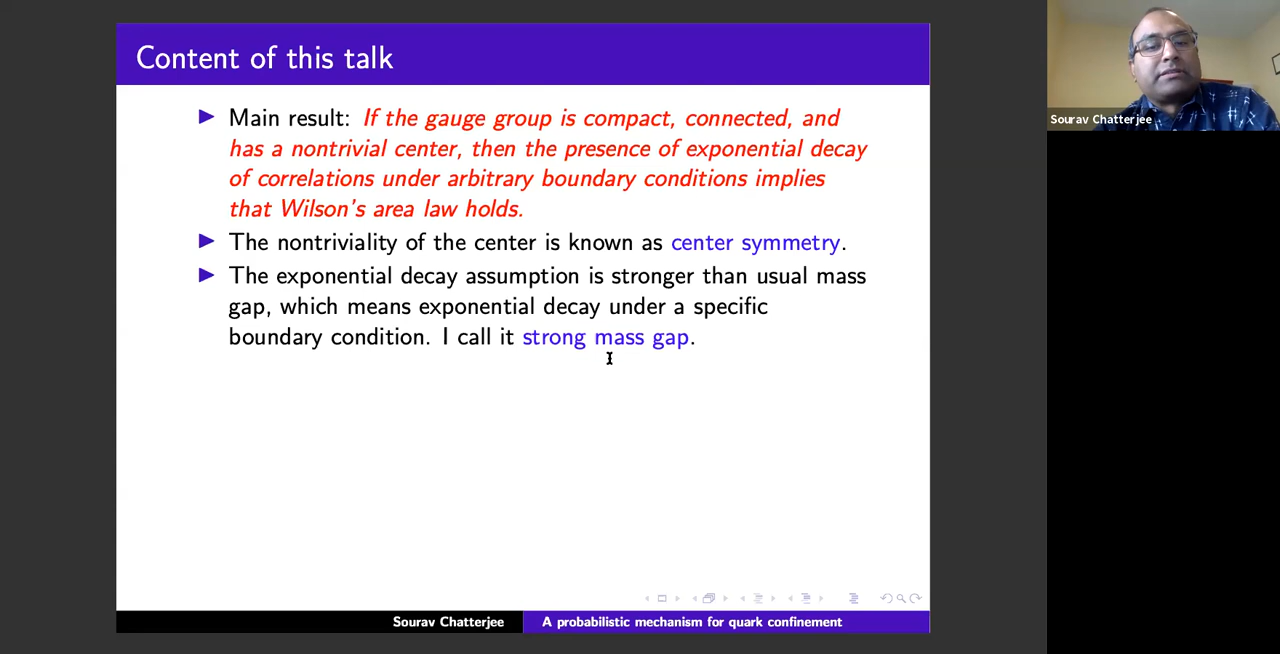 Content of this talk
Main result: If the gauge group is compact, connected, and
has a nontrivial center, then the presence of exponential decay
of correlations under arbitrary boundary conditions implies
that Wilson's area law holds.
The nontriviality of the center is known as center symmetry.
The exponential decay assumption is stronger than usual mass
gap, which means exponential decay under a specific
boundary condition. I call it strong mass gap.
Sourav Chatterjee
A probabilistic mechanism for quark confinement
Sourav Chatterjee